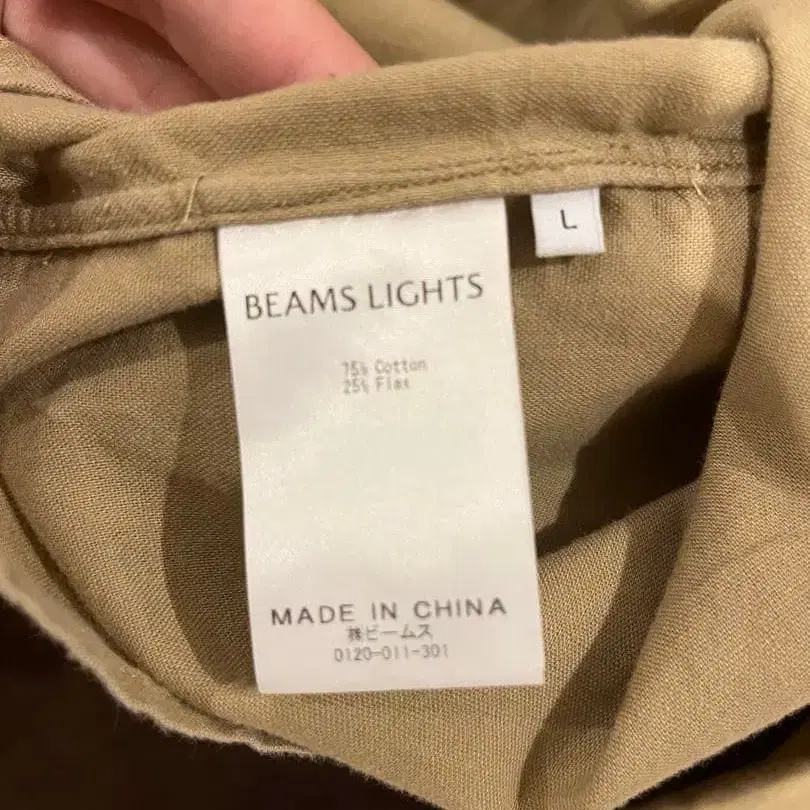 L
BEAMS LIGHTS
75% Cotton
25% Flax
MADE IN CHINA
㈱ビームス
0120-011-301